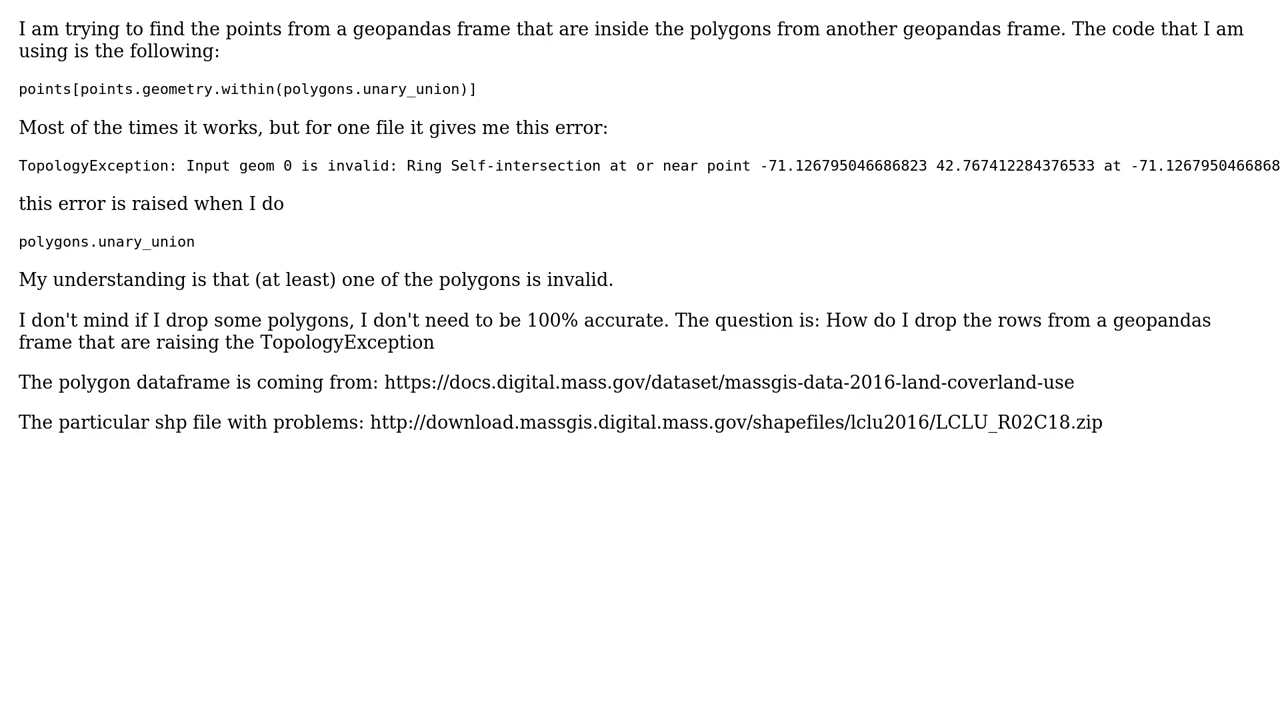 I am trying to find the points from a geopandas frame that are inside the polygons from another geopandas frame. The code that I am
using is the following:
points[points.geometry.within(polygons.unary_union)]
Most of the times it works, but for one file it gives me this error:
TopologyException: Input geom 0 is invalid: Ring Self-intersection at or near point -71.126795046686823 42.767412284376533 at -71.1267950466868
this error is raised when I do
polygons.unary_union
My understanding is that (at least) one of the polygons is invalid.
I don't mind if I drop some polygons, I don't need to be 100% accurate. The question is: How do I drop the rows from a geopandas
frame that are raising the TopologyException
The polygon dataframe is coming from: https://docs.digital.mass.gov/dataset/massgis-data-2016-land-coverland-use
The particular shp file with problems: http://download.massgis.digital.mass.gov/shapefiles/lclu2016/LCLU_R02C18.zip